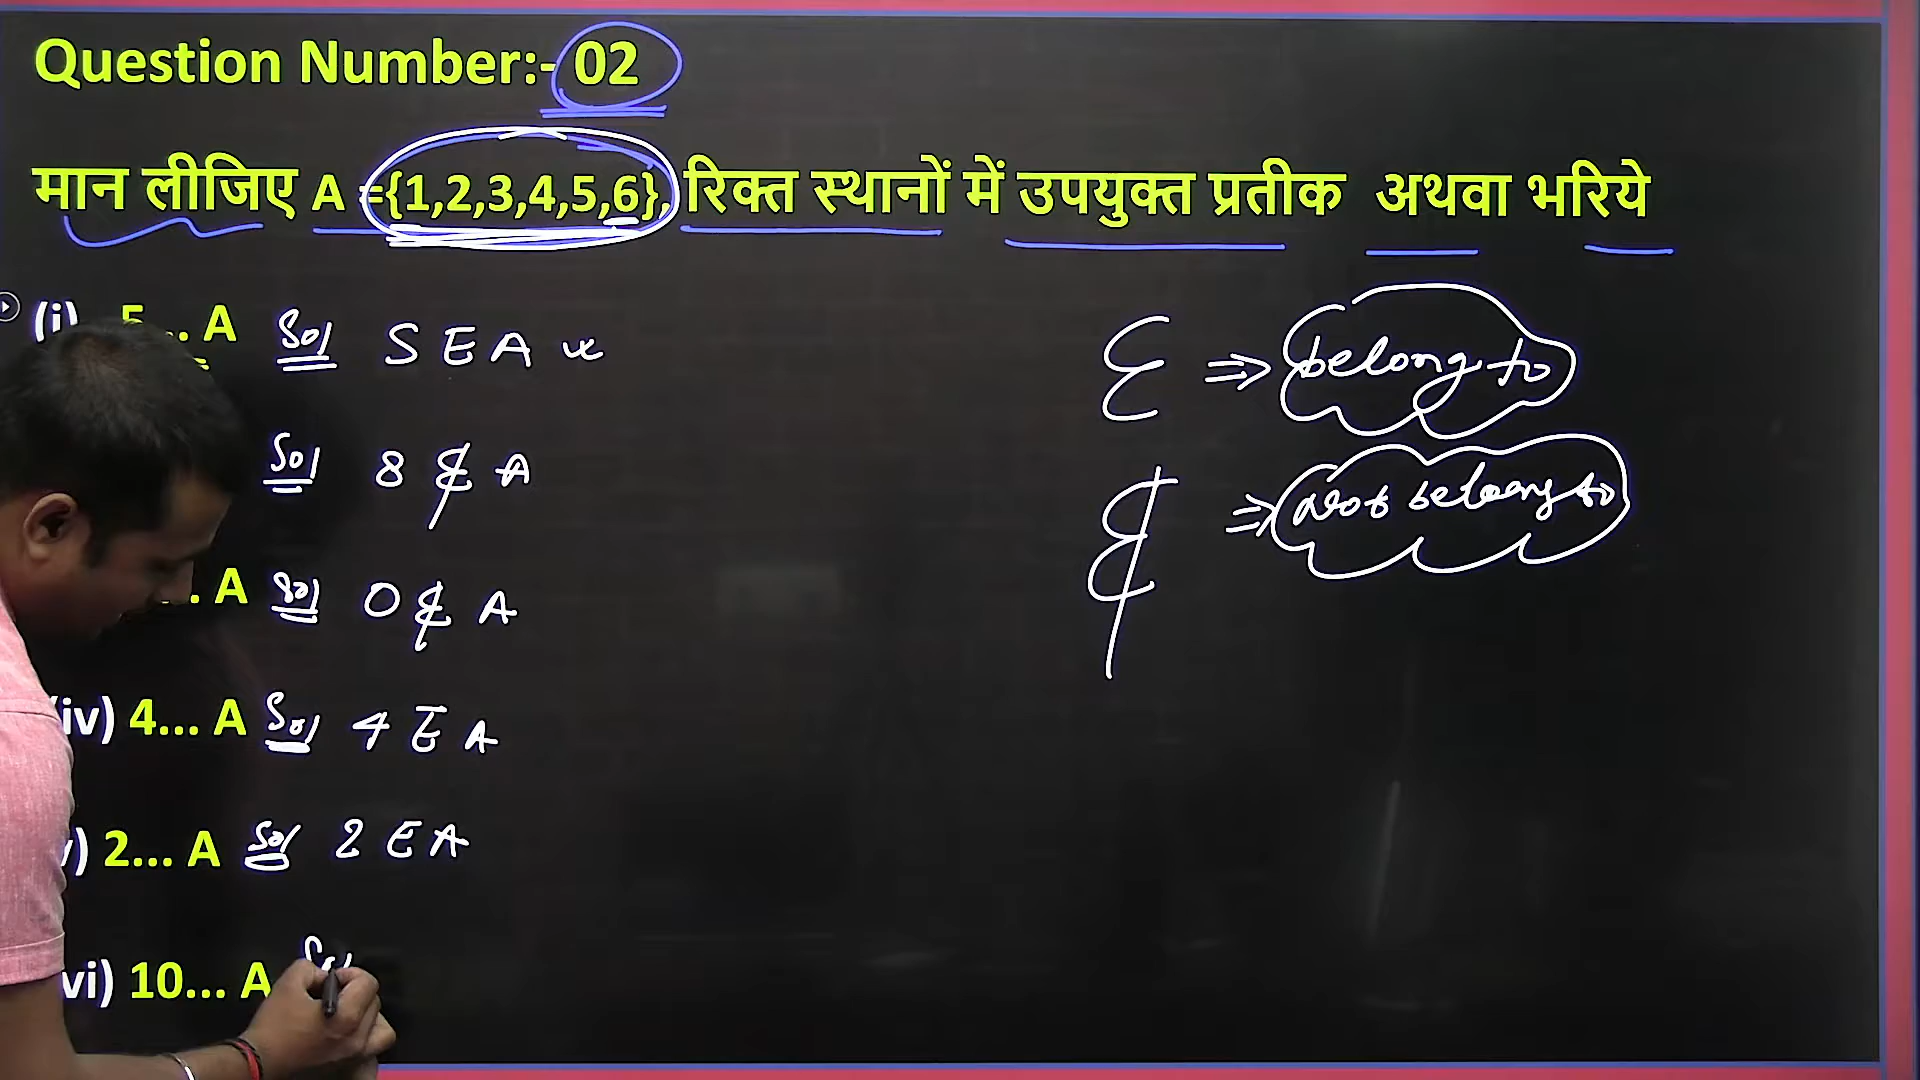 Question Number:- 02
मान लीजिए A ={1,2,3,4,5,6}, रिक्त स्थानों में उपयुक्त प्रतीक अथवा भरिये
(i) 5... A Sol 5 ∈ A
∈ ⇒ belong to
Sol 8 ∉ A
∉ ⇒ Not belong to
. A Sol 0 ∉ A
iv) 4... A Sol 4 ∈ A
) 2... A Sol 2 ∈ A
vi) 10... A Sol